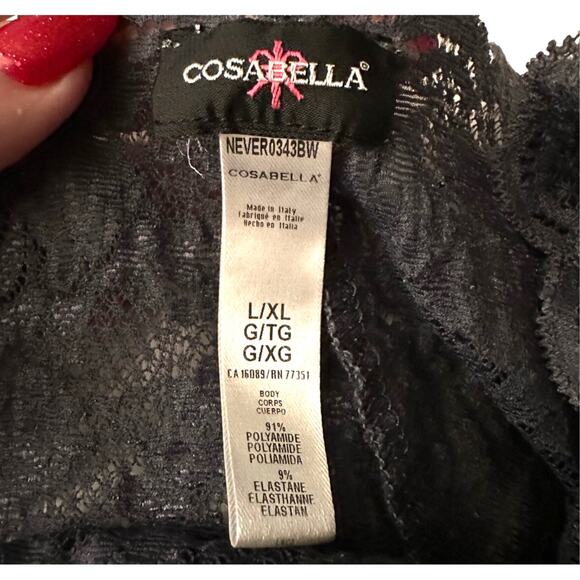 COSABELLA®
NEVER0343BW
COSABELLA®
Made in Italy
Fabriqué en Italie
Hecho en Italia
L/XL
G/TG
G/XG
CA 16089/RN 77351
BODY
CORPS
CUERPO
91%
POLYAMIDE
POLYAMIDE
POLIAMIDA
9%
ELASTANE
ELASTHANNE
ELASTAN